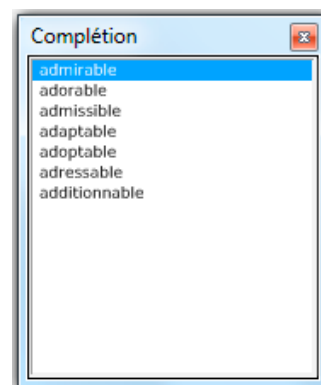 Complétion
admirable
adorable
admissible
adaptable
adoptable
adressable
additionnable